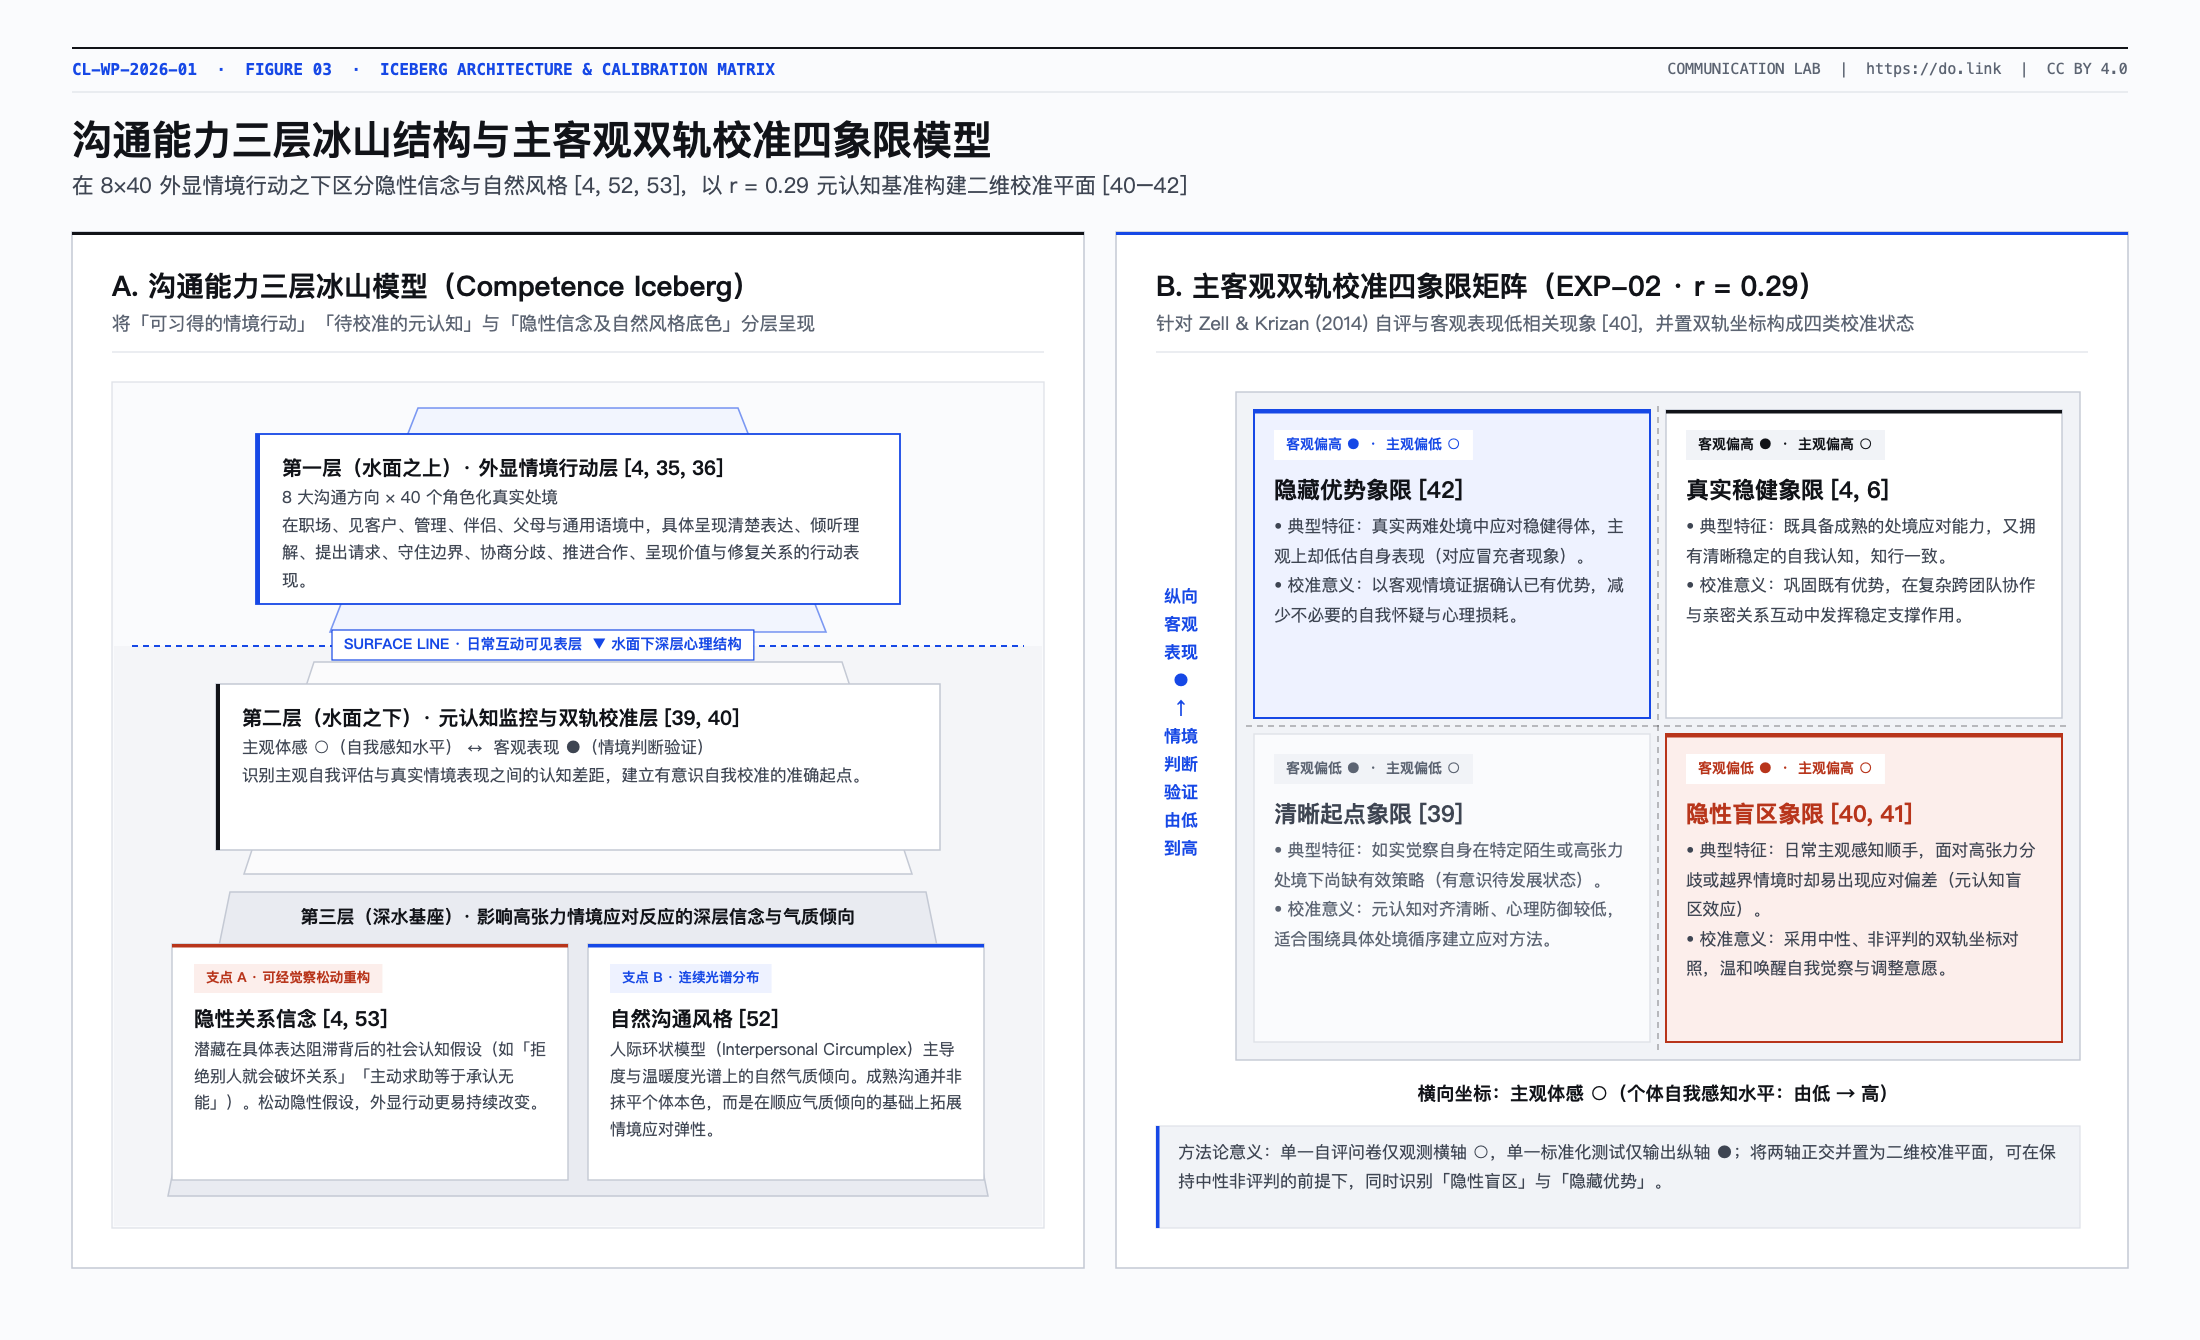 CL-WP-2026-01 · FIGURE 03 · ICEBERG ARCHITECTURE & CALIBRATION MATRIX
COMMUNICATION LAB | https://do.link | CC BY 4.0
沟通能力三层冰山结构与主客观双轨校准四象限模型
在 8×40 外显情境行动之下区分隐性信念与自然风格 [4, 52, 53]，以 r = 0.29 元认知基准构建二维校准平面 [40—42]
A. 沟通能力三层冰山模型（Competence Iceberg）
将「可习得的情境行动」「待校准的元认知」与「隐性信念及自然风格底色」分层呈现
第一层（水面之上）· 外显情境行动层 [4, 35, 36]
8 大沟通方向 × 40 个角色化真实处境
在职场、见客户、管理、伴侣、父母与通用语境中，具体呈现清楚表达、倾听理
解、提出请求、守住边界、协商分歧、推进合作、呈现价值与修复关系的行动表
现。
SURFACE LINE · 日常互动可见表层 ▼ 水面下深层心理结构
第二层（水面之下）· 元认知监控与双轨校准层 [39, 40]
主观体感 ○（自我感知水平） ↔ 客观表现 ●（情境判断验证）
识别主观自我评估与真实情境表现之间的认知差距，建立有意识自我校准的准确起点。
第三层（深水基座）· 影响高张力情境应对反应的深层信念与气质倾向
支点 A · 可经觉察松动重构
隐性关系信念 [4, 53]
潜藏在具体表达阻滞背后的社会认知假设（如「拒
绝别人就会破坏关系」「主动求助等于承认无
能」）。松动隐性假设，外显行动更易持续改变。
支点 B · 连续光谱分布
自然沟通风格 [52]
人际环状模型（Interpersonal Circumplex）主导
度与温暖度光谱上的自然气质倾向。成熟沟通并非
抹平个体本色，而是在顺应气质倾向的基础上拓展
情境应对弹性。
B. 主客观双轨校准四象限矩阵（EXP-02 · r = 0.29）
针对 Zell & Krizan (2014) 自评与客观表现低相关现象 [40]，并置双轨坐标构成四类校准状态
纵向
客观
表现
●
↑
情境
判断
验证
由低
到高
客观偏高 ● · 主观偏低 ○
隐藏优势象限 [42]
• 典型特征：真实两难处境中应对稳健得体，主
观上却低估自身表现（对应冒充者现象）。
• 校准意义：以客观情境证据确认已有优势，减
少不必要的自我怀疑与心理损耗。
客观偏高 ● · 主观偏高 ○
真实稳健象限 [4, 6]
• 典型特征：既具备成熟的处境应对能力，又拥
有清晰稳定的自我认知，知行一致。
• 校准意义：巩固既有优势，在复杂跨团队协作
与亲密关系互动中发挥稳定支撑作用。
客观偏低 ● · 主观偏低 ○
清晰起点象限 [39]
• 典型特征：如实觉察自身在特定陌生或高张力
处境下尚缺有效策略（有意识待发展状态）。
• 校准意义：元认知对齐清晰、心理防御较低，
适合围绕具体处境循序建立应对方法。
客观偏低 ● · 主观偏高 ○
隐性盲区象限 [40, 41]
• 典型特征：日常主观感知顺手，面对高张力分
歧或越界情境时却易出现应对偏差（元认知盲
区效应）。
• 校准意义：采用中性、非评判的双轨坐标对
照，温和唤醒自我觉察与调整意愿。
横向坐标：主观体感 ○（个体自我感知水平：由低 → 高）
方法论意义：单一自评问卷仅观测横轴 ○，单一标准化测试仅输出纵轴 ●；将两轴正交并置为二维校准平面，可在保
持中性非评判的前提下，同时识别「隐性盲区」与「隐藏优势」。